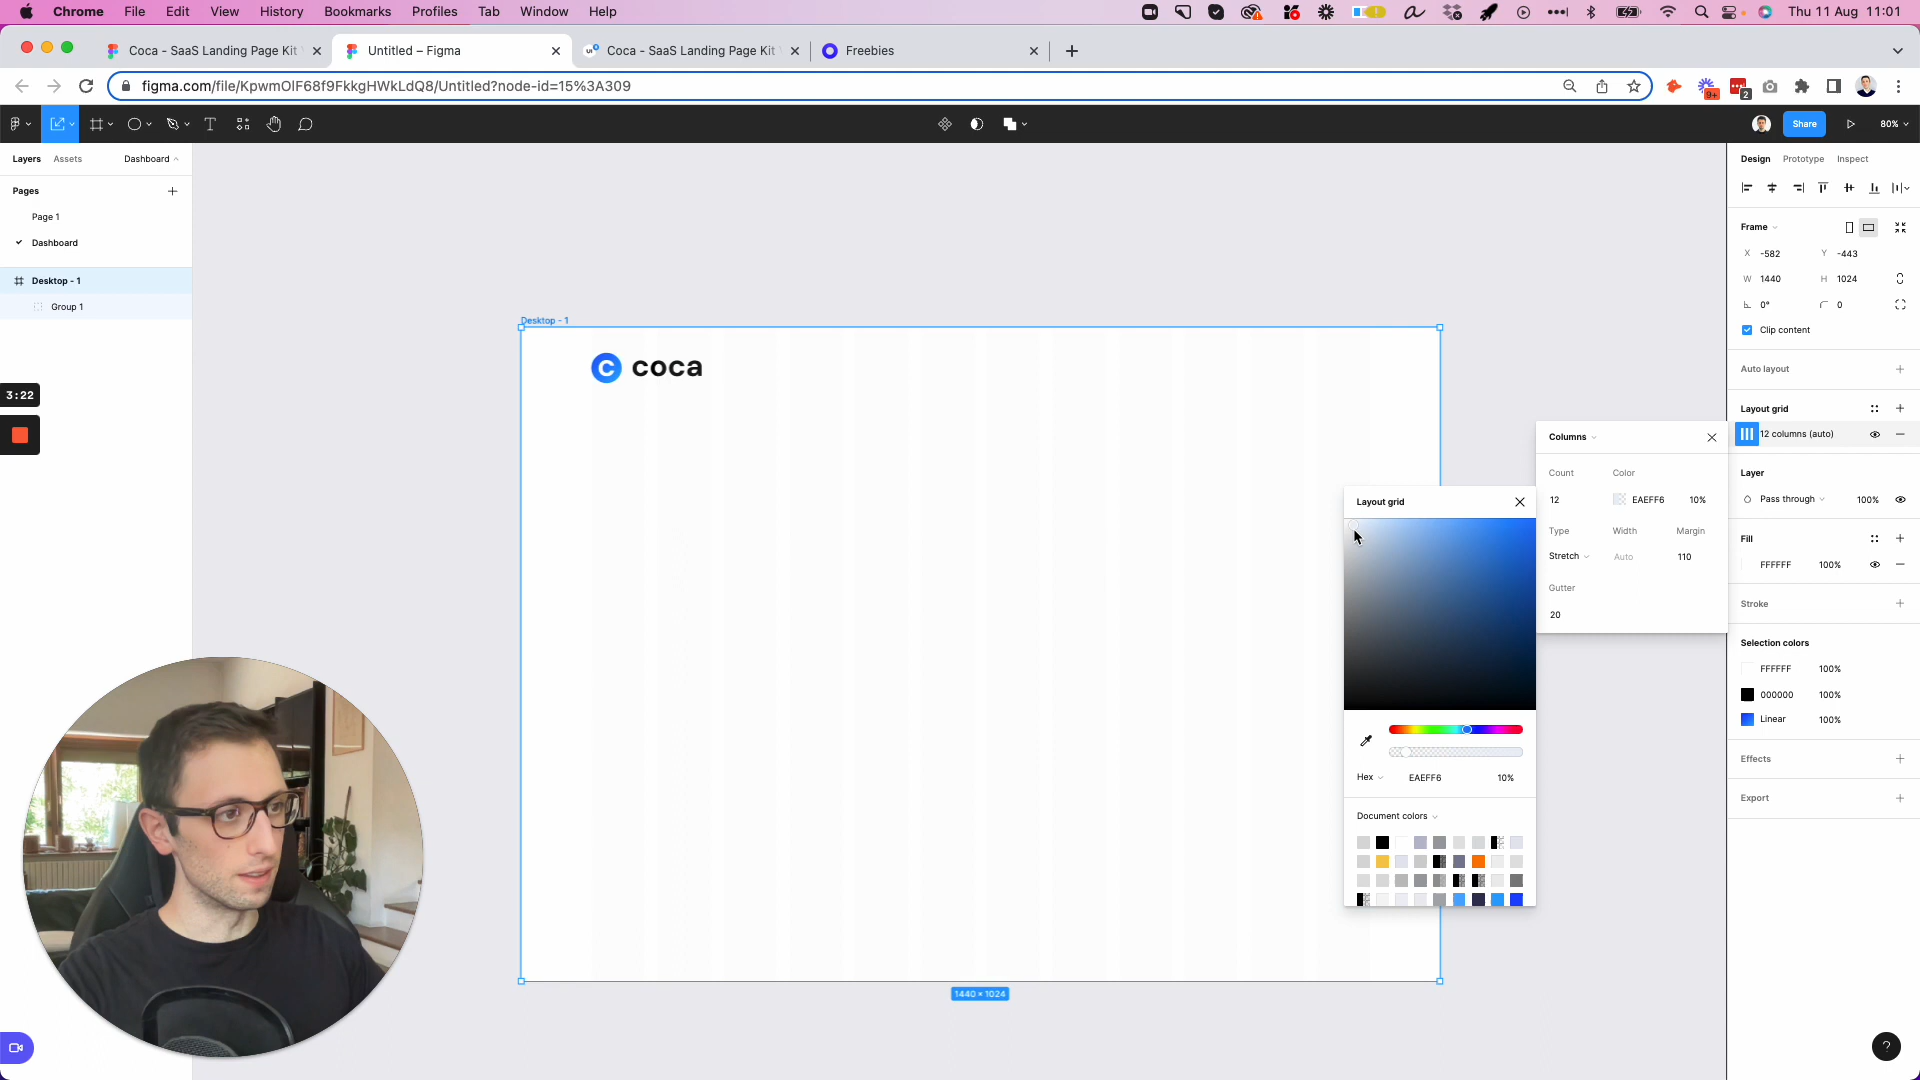 Chrome File Edit View History Bookmarks Profiles Tab Window Help
Thu 11 Aug 11:01
Coca - SaaS Landing Page Kit
Untitled – Figma
Coca - SaaS Landing Page Kit
Freebies
figma.com/file/KpwmOIF68f9FkkgHWkLdQ8/Untitled?node-id=15%3A309
9+
2
Share
80%
Layers
Assets
Dashboard
Pages
Page 1
Dashboard
Desktop - 1
Group 1
3:22
Desktop - 1
C coca
1440 × 1024
Layout grid
Hex EAEFF6 10%
Document colors
Columns
Count Color
12 EAEFF6 10%
Type Width Margin
Stretch Auto 110
Gutter
20
Design Prototype Inspect
Frame
X -582 Y -443
W 1440 H 1024
0° 0
Clip content
Auto layout
Layout grid
12 columns (auto)
Layer
Pass through 100%
Fill
FFFFFF 100%
Stroke
Selection colors
FFFFFF 100%
000000 100%
Linear 100%
Effects
Export
?